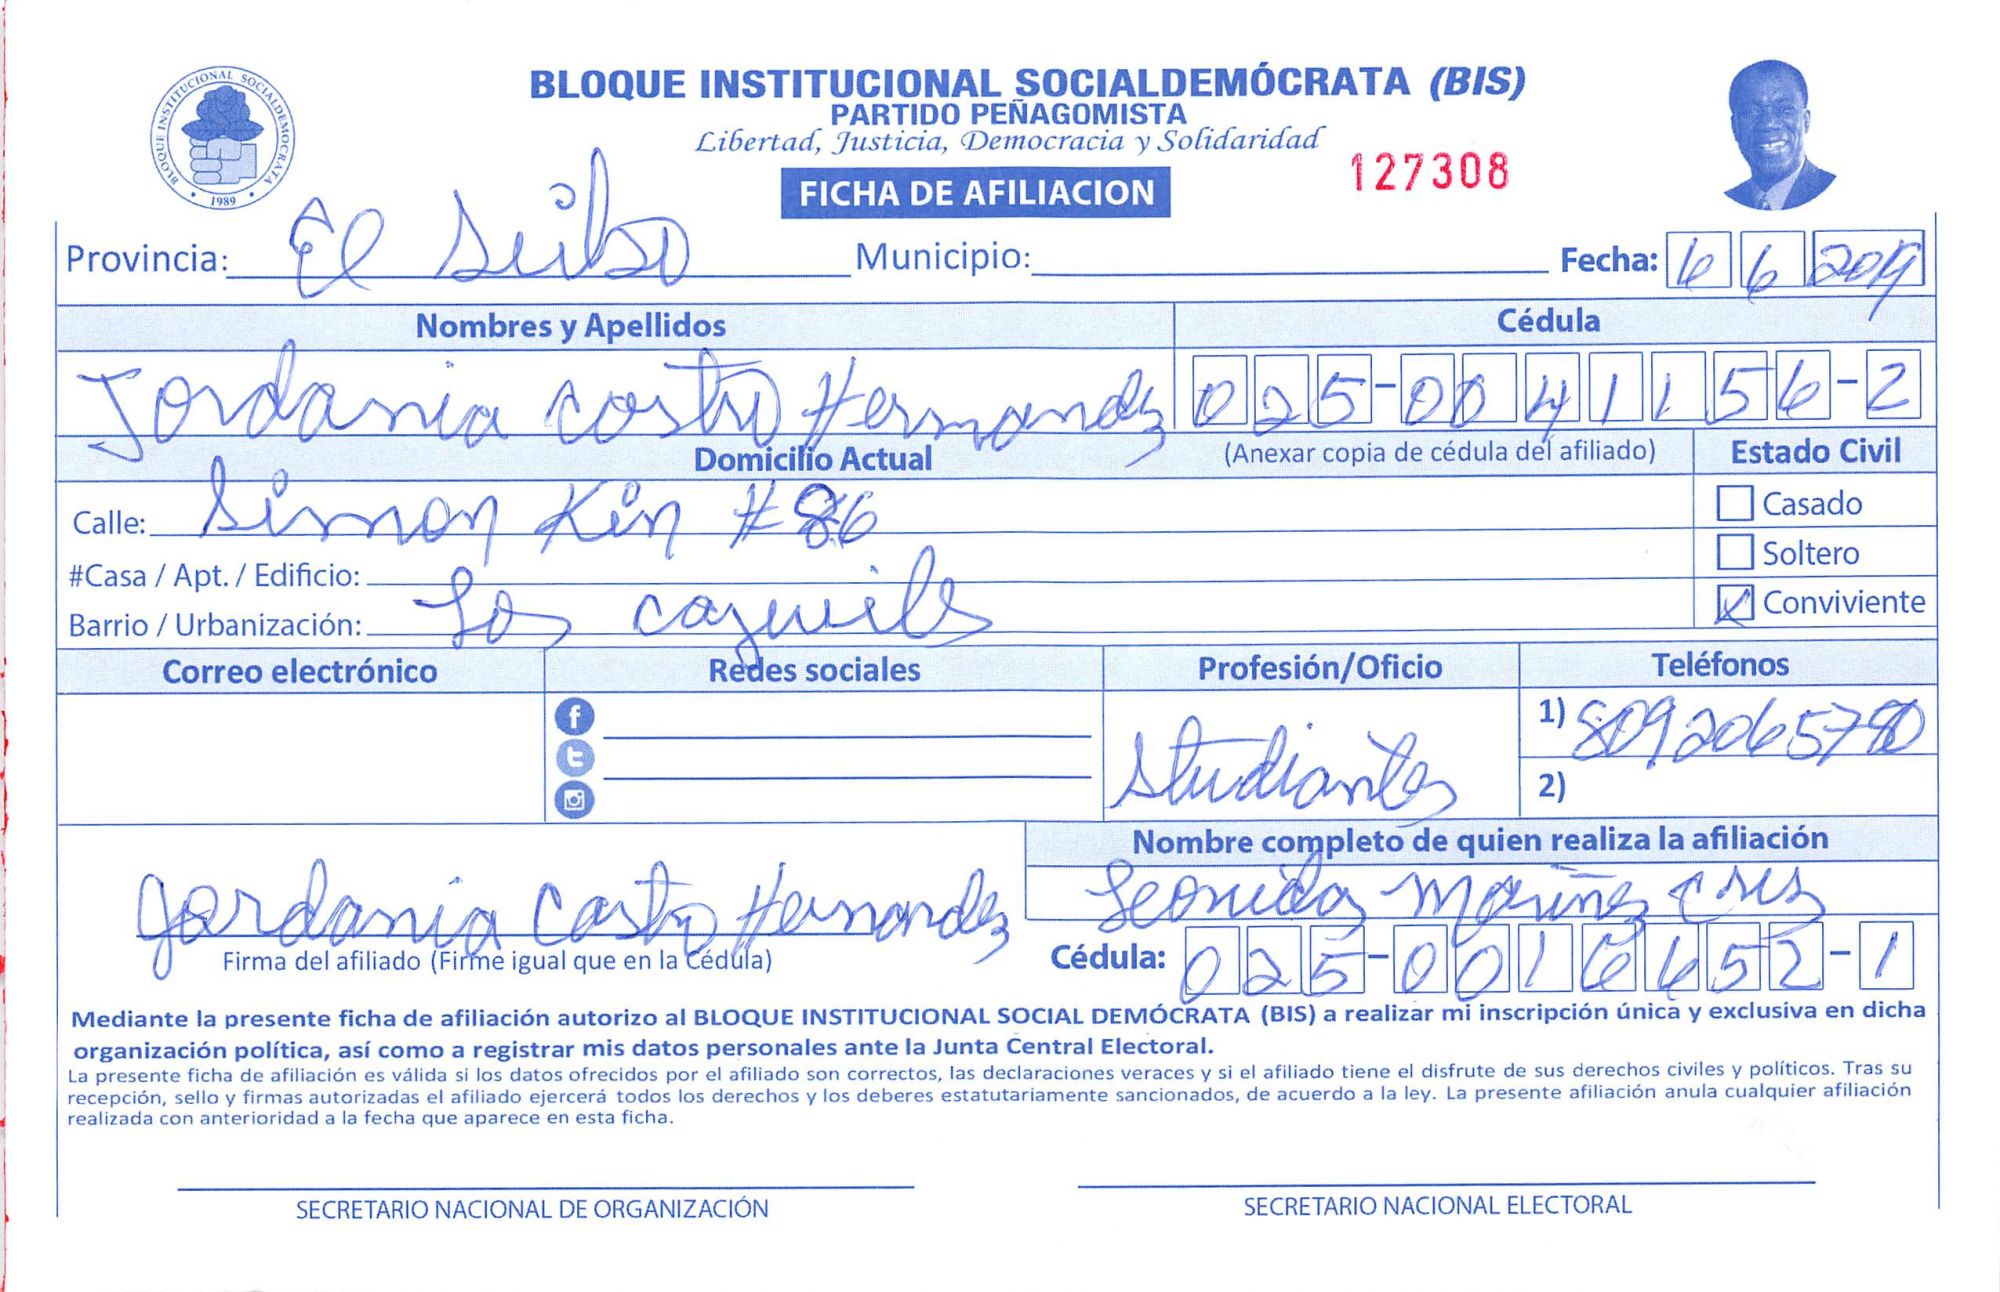 BLOQUE INSTITUCIONAL SOCIALDEMÓCRATA (BIS)
PARTIDO PEÑAGOMISTA
Libertad, Justicia, Democracia y Solidaridad
127308
FICHA DE AFILIACION
BLOQUE INSTITUCIONAL SOCIALDEMOCRATA
1989
Provincia: El Seibo Municipio: Fecha: 6 6 2019
Nombres y Apellidos Cédula
Jordania Castro Hernandez 025-0041156-2
Domicilio Actual (Anexar copia de cédula del afiliado) Estado Civil
Calle: Simon Kin #86 Casado
#Casa / Apt. / Edificio: Soltero
Barrio / Urbanización: Los cajuiles Conviviente
Correo electrónico Redes sociales Profesión/Oficio Teléfonos
Studiantes 1) 80920657
2)
Nombre completo de quien realiza la afiliación
Jordania Castro Hernandez Leonidas
Firma del afiliado (Firme igual que en la Cédula) Cédula: 025-0016652-1
Mediante la presente ficha de afiliación autorizo al BLOQUE INSTITUCIONAL SOCIAL DEMÓCRATA (BIS) a realizar mi inscripción única y exclusiva en dicha
organización política, así como a registrar mis datos personales ante la Junta Central Electoral.
La presente ficha de afiliación es válida si los datos ofrecidos por el afiliado son correctos, las declaraciones veraces y si el afiliado tiene el disfrute de sus derechos civiles y políticos. Tras su
recepción, sello y firmas autorizadas el afiliado ejercerá todos los derechos y los deberes estatutariamente sancionados, de acuerdo a la ley. La presente afiliación anula cualquier afiliación
realizada con anterioridad a la fecha que aparece en esta ficha.
SECRETARIO NACIONAL DE ORGANIZACIÓN SECRETARIO NACIONAL ELECTORAL